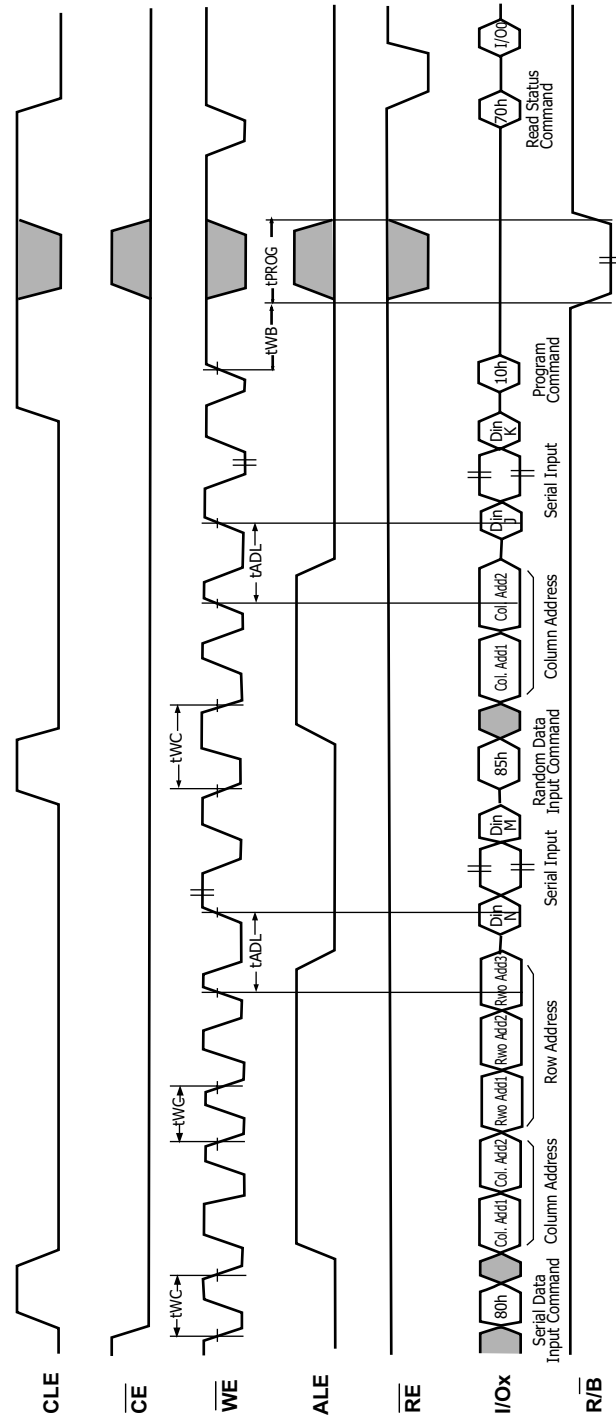 CLE
CE
WE
tWC
tWC
tADL
tWC
tADL
tWB
tPROG
ALE
RE
I/Ox
80h
Col. Add1
Col. Add2
Rwo Add1
Rwo Add2
Rwo Add3
Din
N
Din
M
85h
Col. Add1
Col. Add2
Din
J
Din
K
10h
70h
I/O0
Serial Data
Input Command
Column Address
Row Address
Serial Input
Random Data
Input Command
Column Address
Serial Input
Program
Command
Read Status
Command
R/B